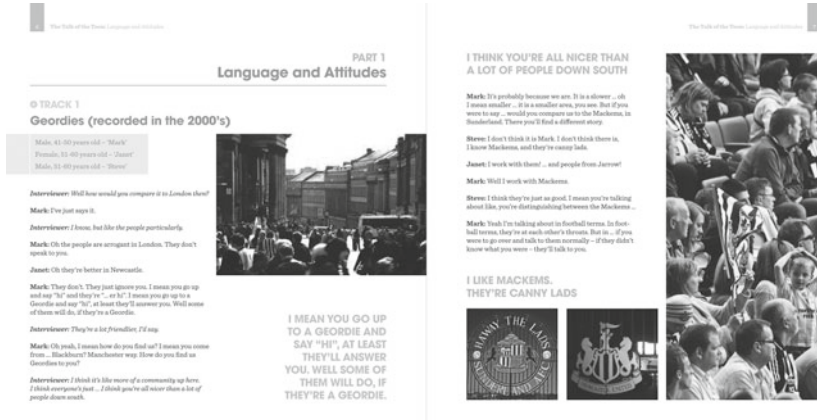 The Talk of the Town Language and Attitudes
PART 1
Language and Attitudes
TRACK 1
Geordies (recorded in the 2000's)
Male, 41-50 years old – 'Mark'
Female, 51-60 years old – 'Janet'
Male, 51-60 years old – 'Steve'
Interviewer: Well how would you compare it to London then?
Mark: I've just says it.
Interviewer: I know, but like the people particularly.
Mark: Oh the people are arrogant in London. They don't
speak to you.
Janet: Oh they're better in Newcastle.
Mark: They don't. They just ignore you. I mean you go up
and say "hi" and they're "... er hi". I mean you go up to a
Geordie and say "hi", at least they'll answer you. Well some
of them will do, if they're a Geordie.
Interviewer: They're a lot friendlier, I'd say.
Mark: Oh yeah, I mean how do you find us? I mean you come
from ... Blackburn? Manchester way. How do you find us
Geordies to you?
Interviewer: I think it's like more of a community up here.
I think everyone's just ... I think you're all nicer than a lot of
people down south.
I MEAN YOU GO UP
TO A GEORDIE AND
SAY "HI", AT LEAST
THEY'LL ANSWER
YOU. WELL SOME OF
THEM WILL DO, IF
THEY'RE A GEORDIE.
The Talk of the Town Language and Attitudes
I THINK YOU'RE ALL NICER THAN
A LOT OF PEOPLE DOWN SOUTH
Mark: It's probably because we are. It is a slower ... oh
I mean smaller ... it is a smaller area, you see. But if you
were to say ... would you compare us to the Mackems, in
Sunderland. There you'll find a different story.
Steve: I don't think it is Mark. I don't think there is,
I know Mackems, and they're canny lads.
Janet: I work with them! ... and people from Jarrow!
Mark: Well I work with Mackems.
Steve: I think they're just as good. I mean you're talking
about like, you're distinguishing between the Mackems ...
Mark: Yeah I'm talking about in football terms. In foot-
ball terms, they're at each other's throats. But in ... if you
were to go over and talk to them normally – if they didn't
know what you were – they'll talk to you.
I LIKE MACKEMS.
THEY'RE CANNY LADS
HAWAY THE LADS
SUNDERLAND AFC
NEWCASTLE UNITED